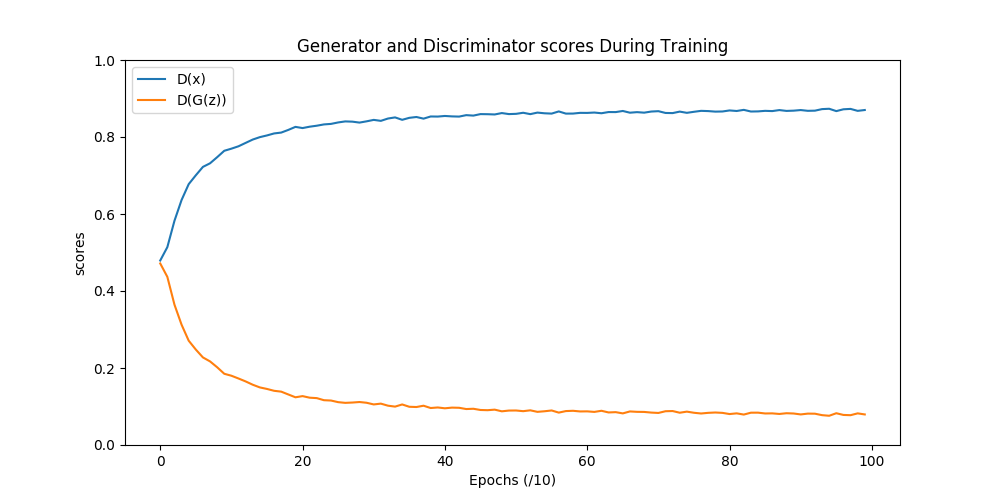 Generator and Discriminator scores During Training
D(x)
D(G(z))
scores
1.0
0.8
0.6
0.4
0.2
0.0
0 20 40 60 80 100
Epochs (/10)